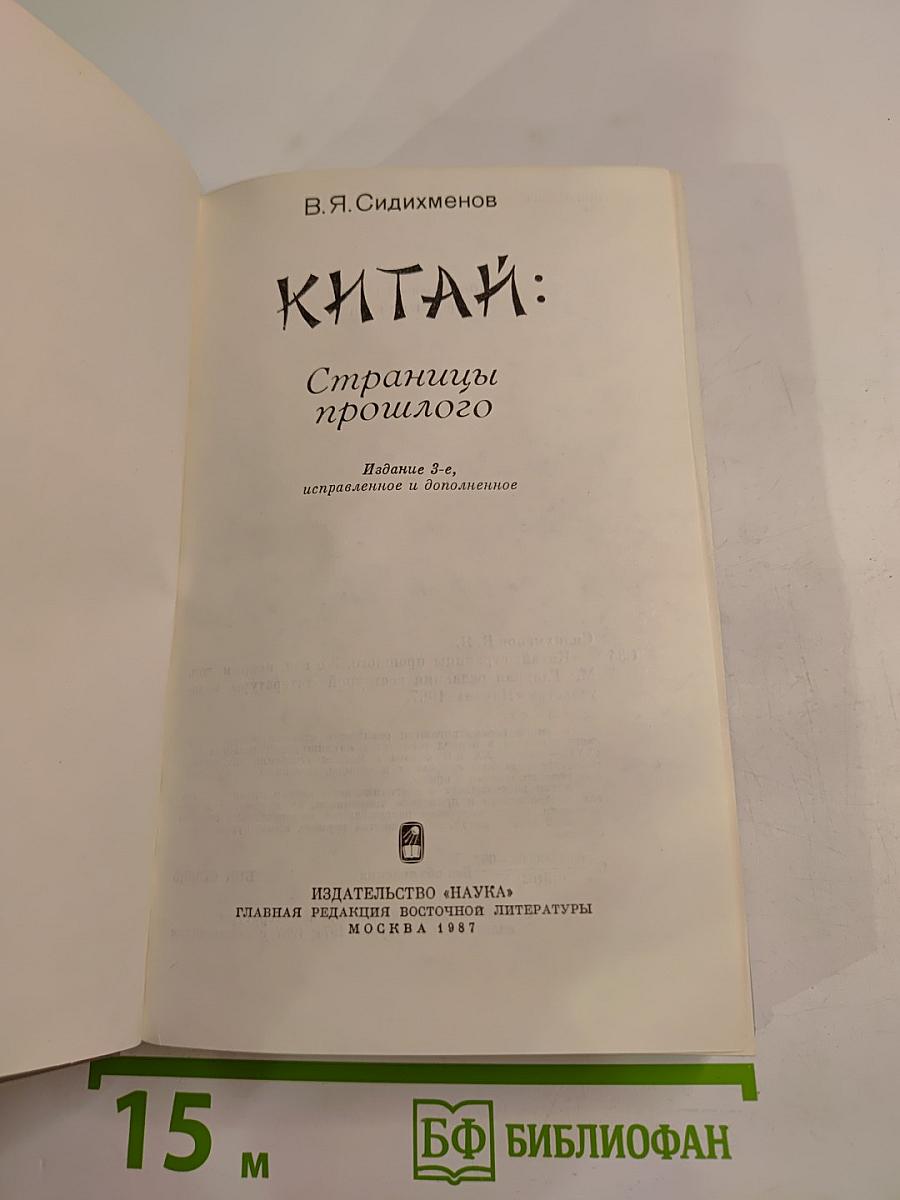 В. Я. Сидихменов
КИТАЙ:
Страницы
прошлого
Издание 3-е,
исправленное и дополненное
ИЗДАТЕЛЬСТВО «НАУКА»
ГЛАВНАЯ РЕДАКЦИЯ ВОСТОЧНОЙ ЛИТЕРАТУРЫ
МОСКВА 1987
15 м
БФ БИБЛИОФАН